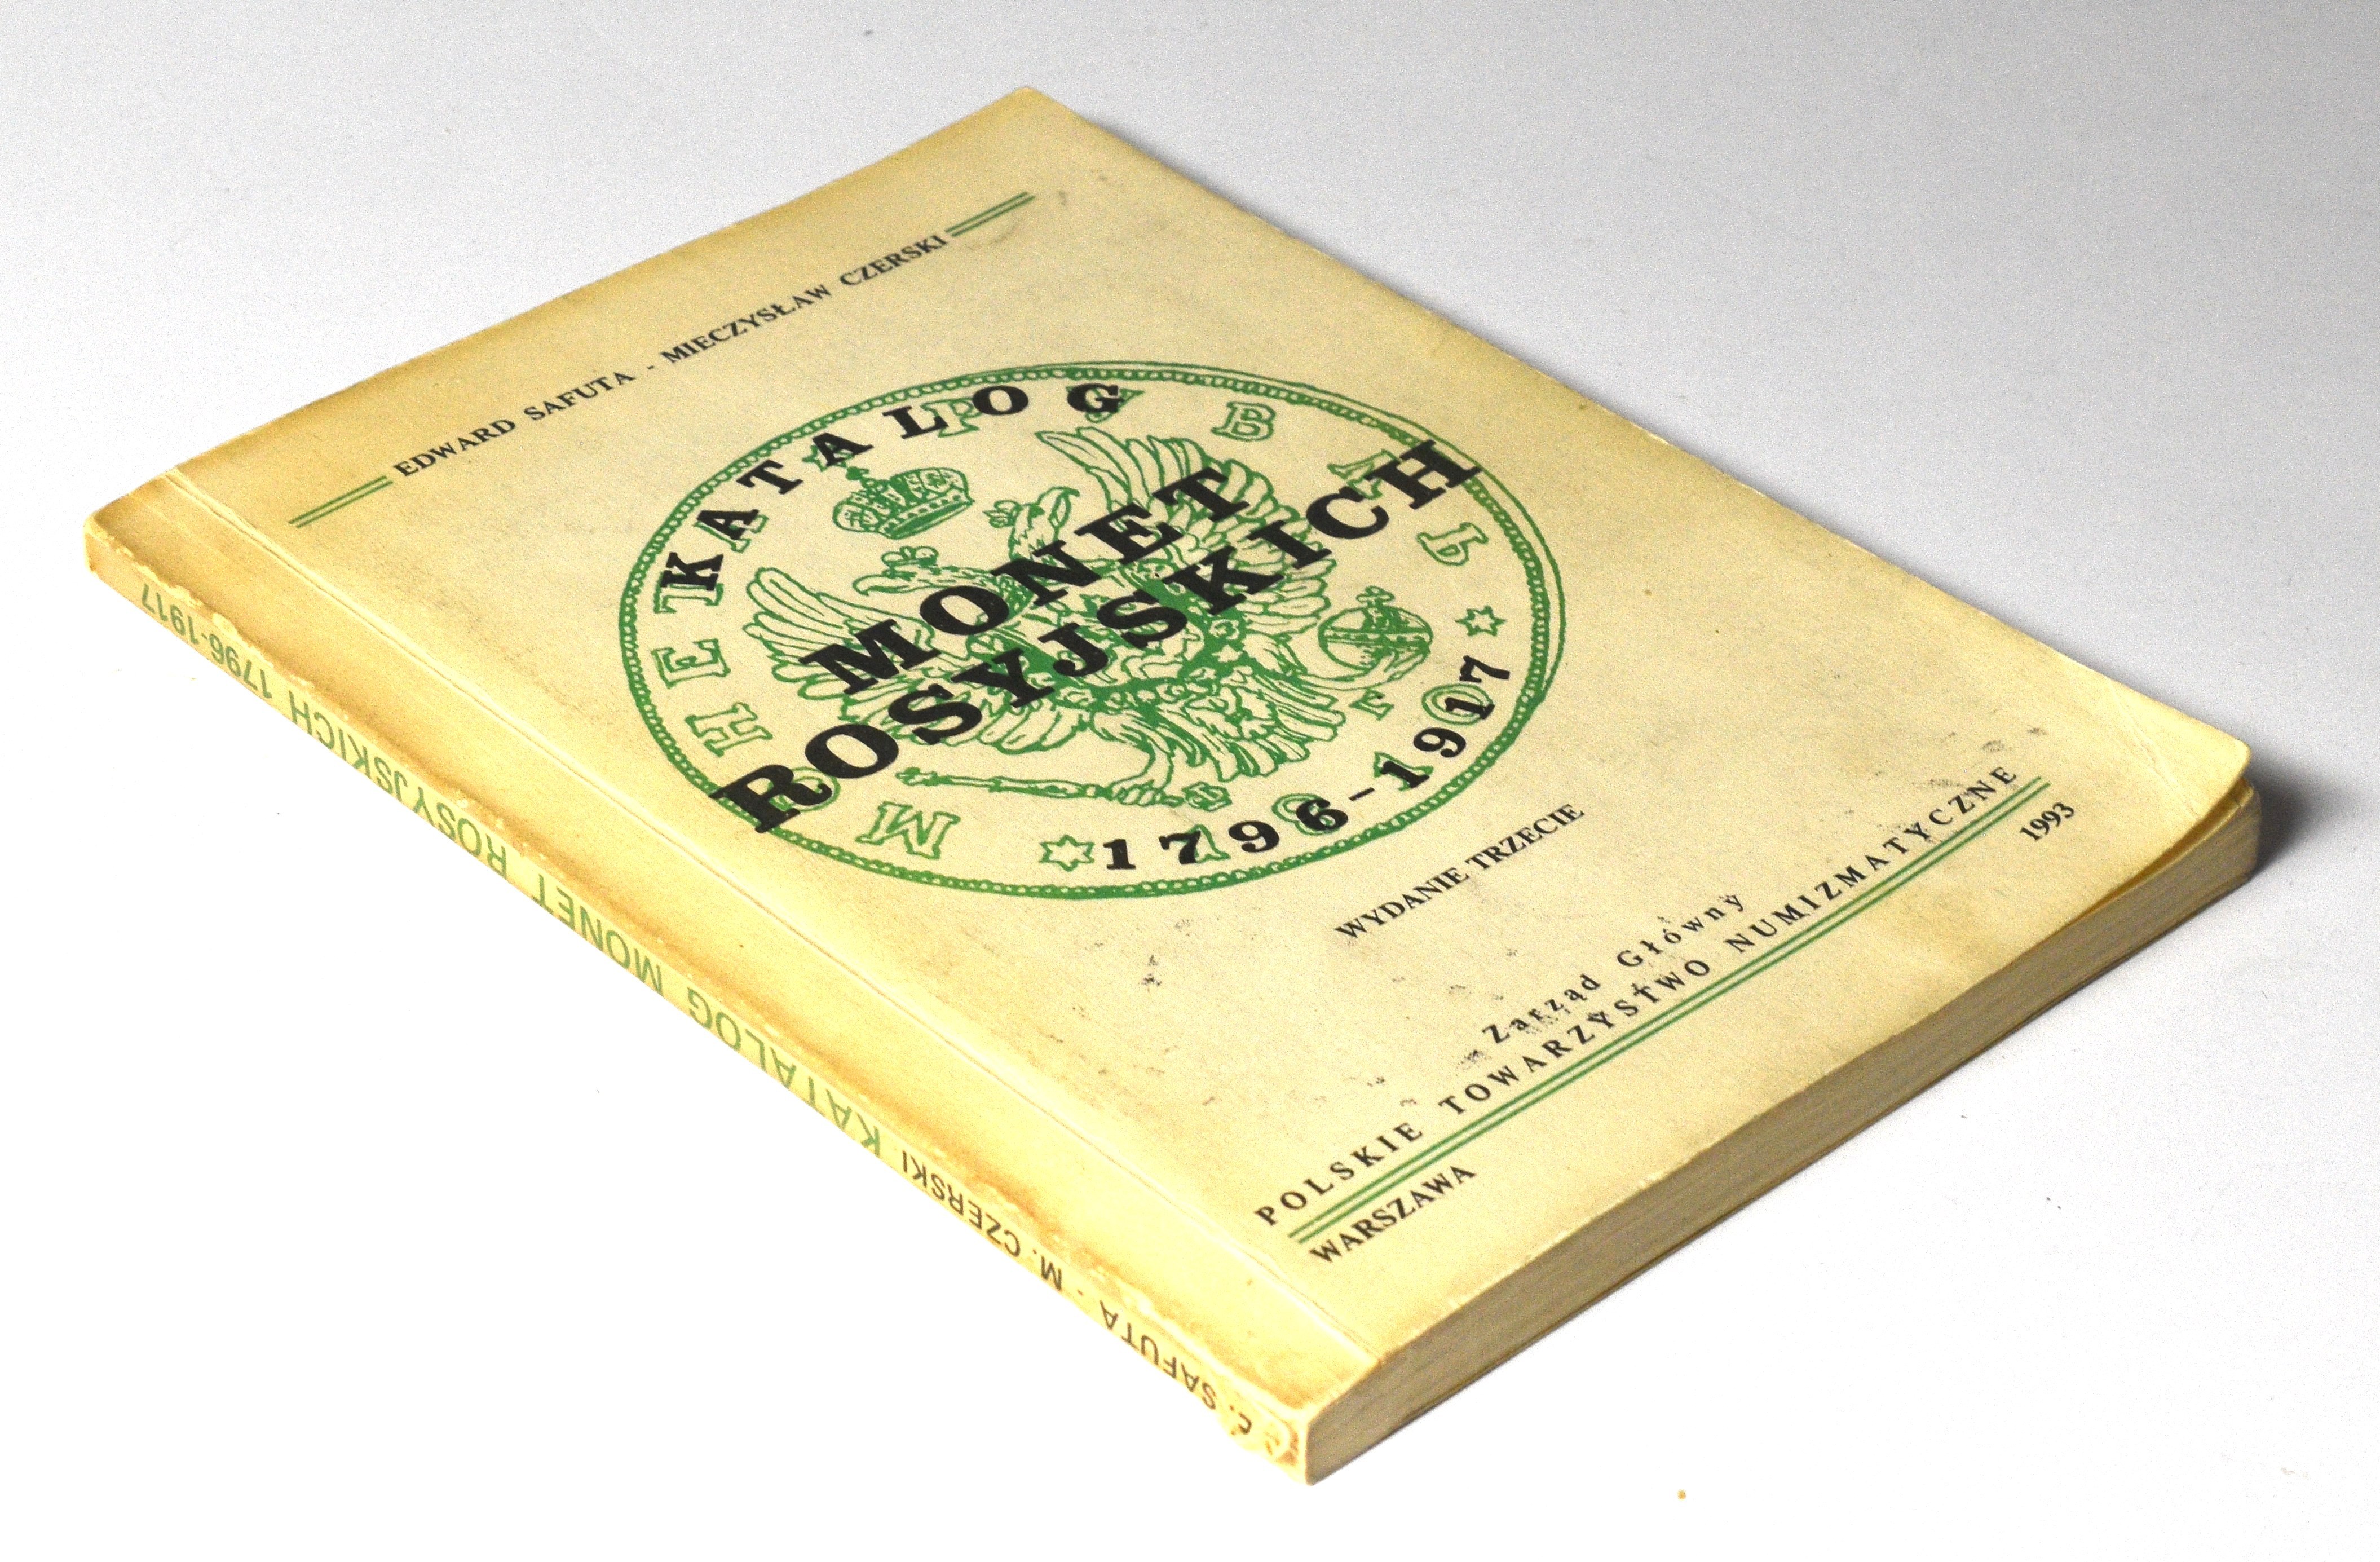 EDWARD SAFUTA - MIECZYSŁAW CZERSKI
KATALOG
MONET
ROSYJSKICH
1796-1917
WYDANIE TRZECIE
Zarząd Główny
POLSKIE TOWARZYSTWO NUMIZMATYCZNE
WARSZAWA 1993
SAFUTA - M. CZERSKI KATALOG MONET ROSYJSKICH 1796-1917